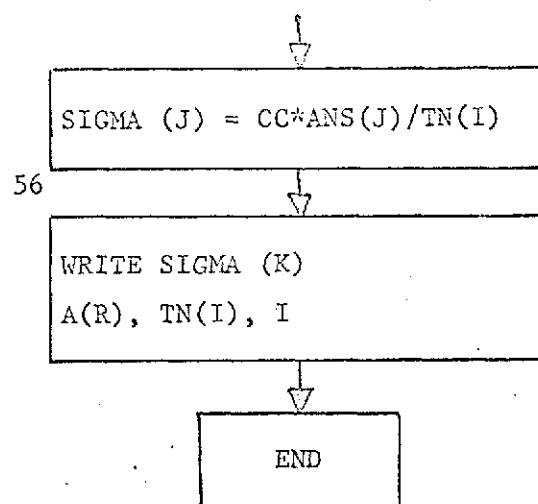 SIGMA (J) = CC*ANS(J)/TN(I)
56
WRITE SIGMA (K)
A(R), TN(I), I
END